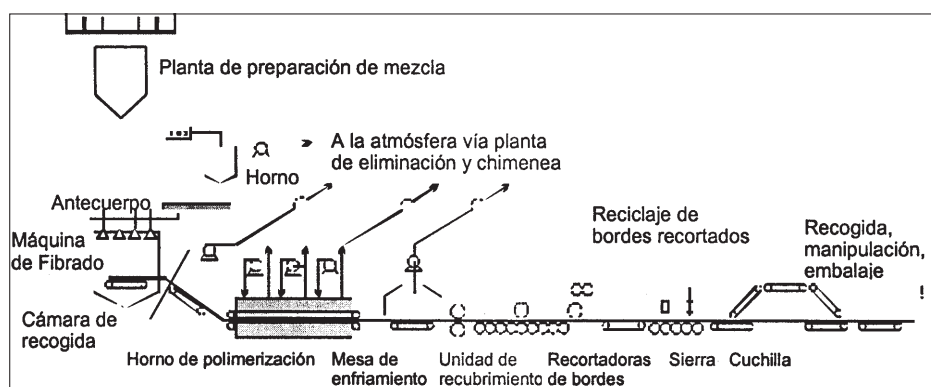 Planta de preparación de mezcla
A la atmósfera vía planta
de eliminación y chimenea
Horno
Antecuerpo
Máquina
de Fibrado
Reciclaje de
bordes recortados
Recogida,
manipulación,
embalaje
Cámara de
recogida
Horno de polimerización
Mesa de
enfriamiento
Unidad de
recubrimiento
Recortadoras
de bordes
Sierra
Cuchilla